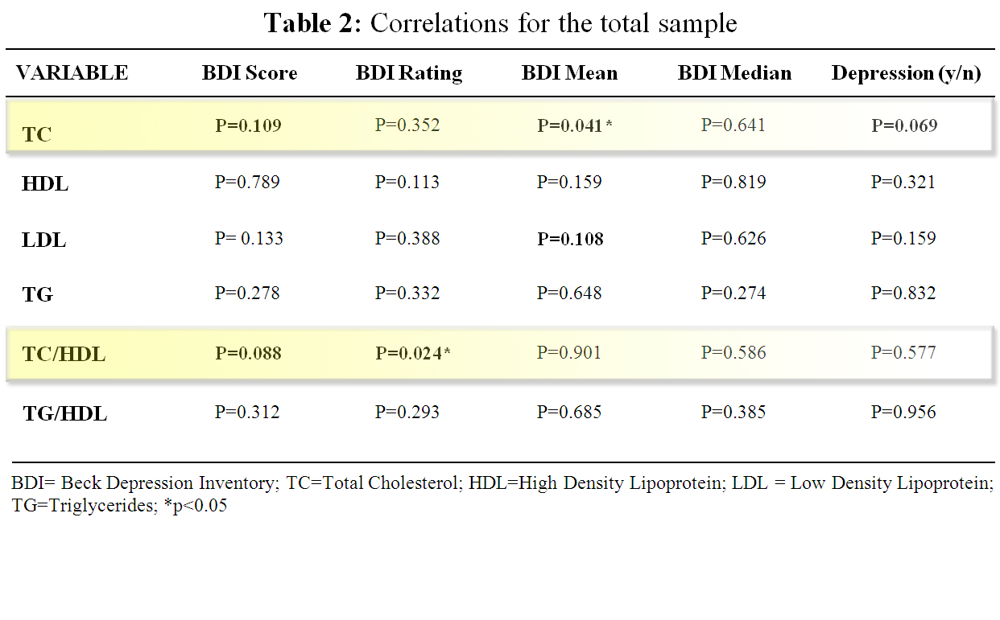 Table 2: Correlations for the total sample
VARIABLE BDI Score BDI Rating BDI Mean BDI Median Depression (y/n)
TC P=0.109 P=0.352 P=0.041* P=0.641 P=0.069
HDL P=0.789 P=0.113 P=0.159 P=0.819 P=0.321
LDL P= 0.133 P=0.388 P=0.108 P=0.626 P=0.159
TG P=0.278 P=0.332 P=0.648 P=0.274 P=0.832
TC/HDL P=0.088 P=0.024* P=0.901 P=0.586 P=0.577
TG/HDL P=0.312 P=0.293 P=0.685 P=0.385 P=0.956
BDI= Beck Depression Inventory; TC=Total Cholesterol; HDL=High Density Lipoprotein; LDL = Low Density Lipoprotein;
TG=Triglycerides; *p<0.05